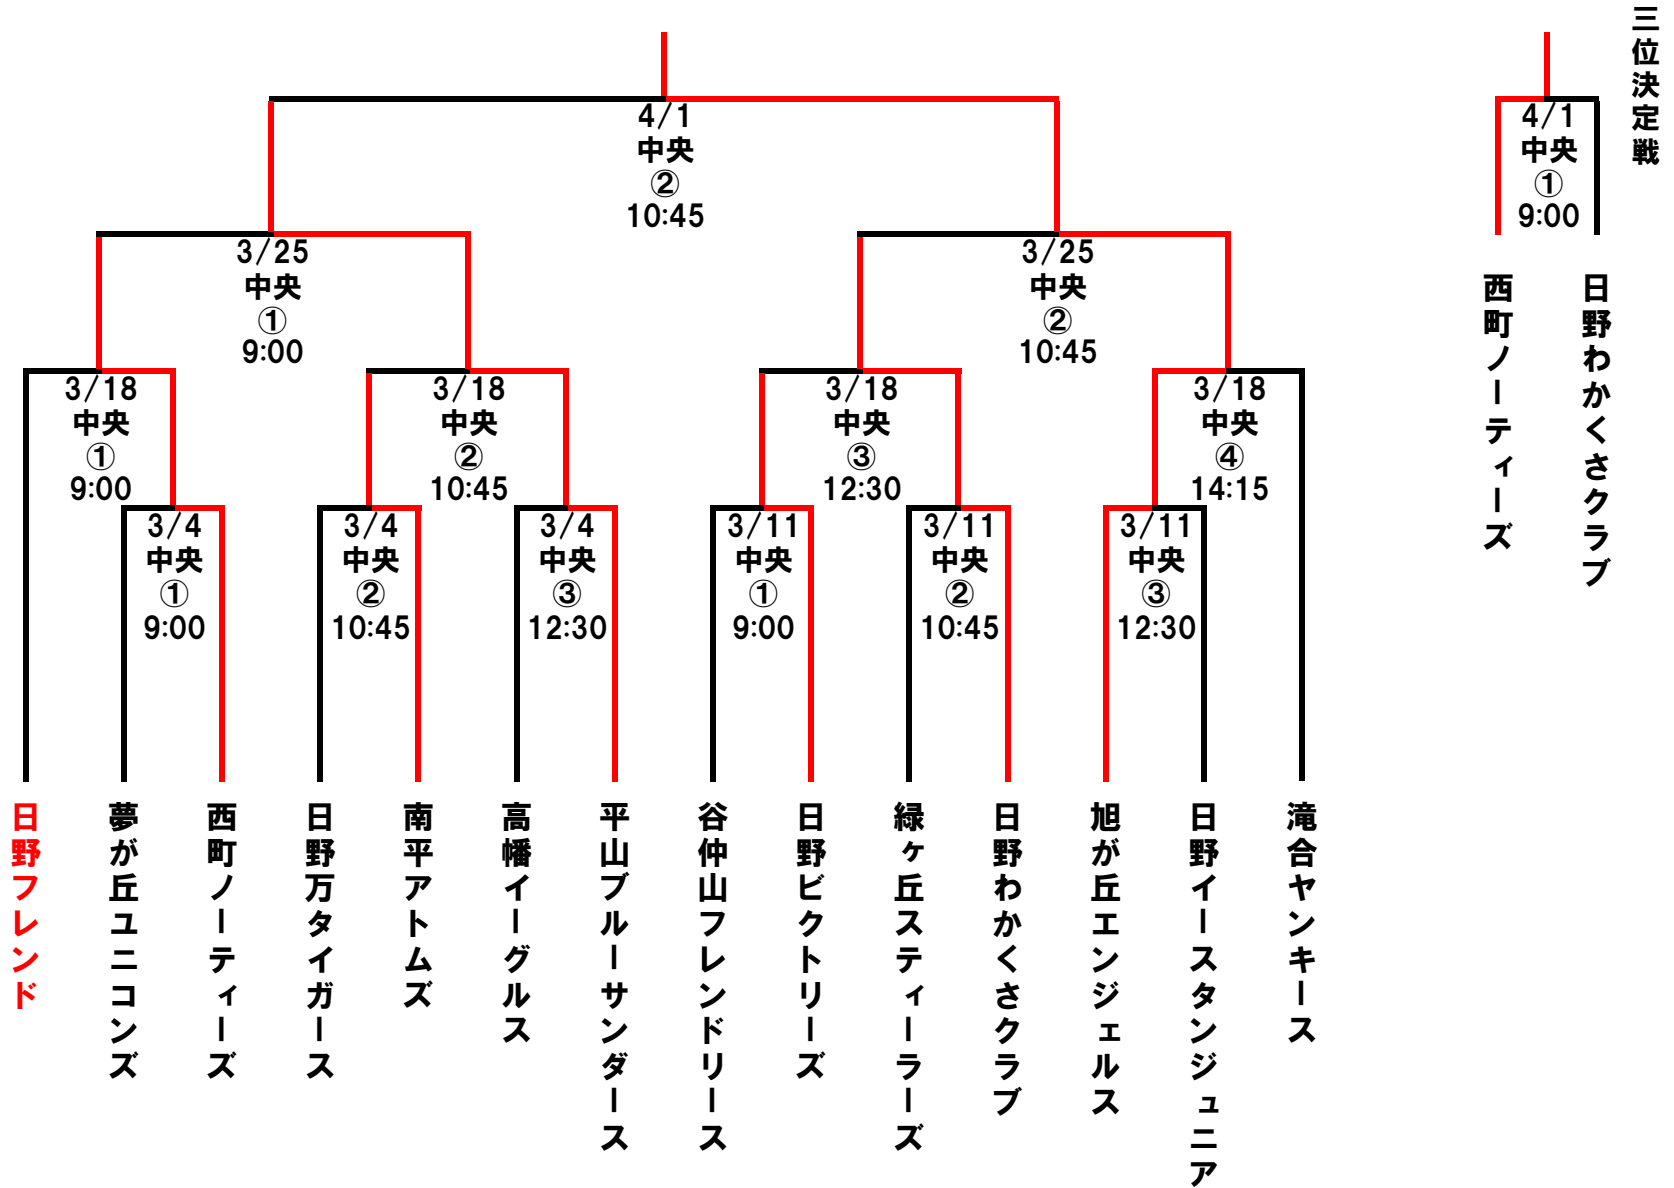 三位決定戦
4/1
中央
②
10:45
4/1
中央
①
9:00
西町ノーティーズ
日野わかくさクラブ
3/25
中央
①
9:00
3/25
中央
②
10:45
3/18
中央
①
9:00
3/18
中央
②
10:45
3/18
中央
③
12:30
3/18
中央
④
14:15
3/4
中央
①
9:00
3/4
中央
②
10:45
3/4
中央
③
12:30
3/11
中央
①
9:00
3/11
中央
②
10:45
3/11
中央
③
12:30
日野フレンド
夢が丘ユニコンズ
西町ノーティーズ
日野万タイガース
南平アトムズ
高幡イーグルス
平山ブルーサンダース
谷仲山フレンドリース
日野ビクトリーズ
緑ヶ丘スティーラーズ
日野わかくさクラブ
旭が丘エンジェルス
日野イースタンジュニア
滝合ヤンキース